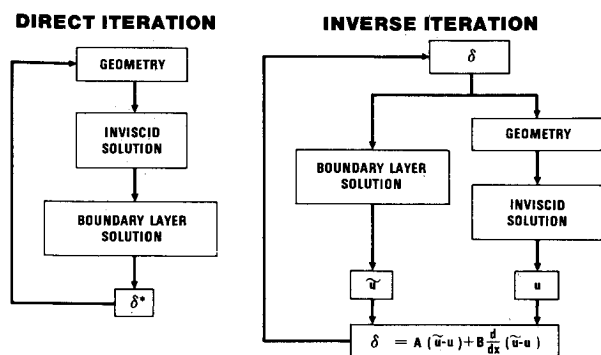 DIRECT ITERATION
GEOMETRY
INVISCID
SOLUTION
BOUNDARY LAYER
SOLUTION
δ*
INVERSE ITERATION
δ
BOUNDARY LAYER
SOLUTION
GEOMETRY
INVISCID
SOLUTION
ũ
u
δ = A (ũ-u) + B d/dx (ũ-u)